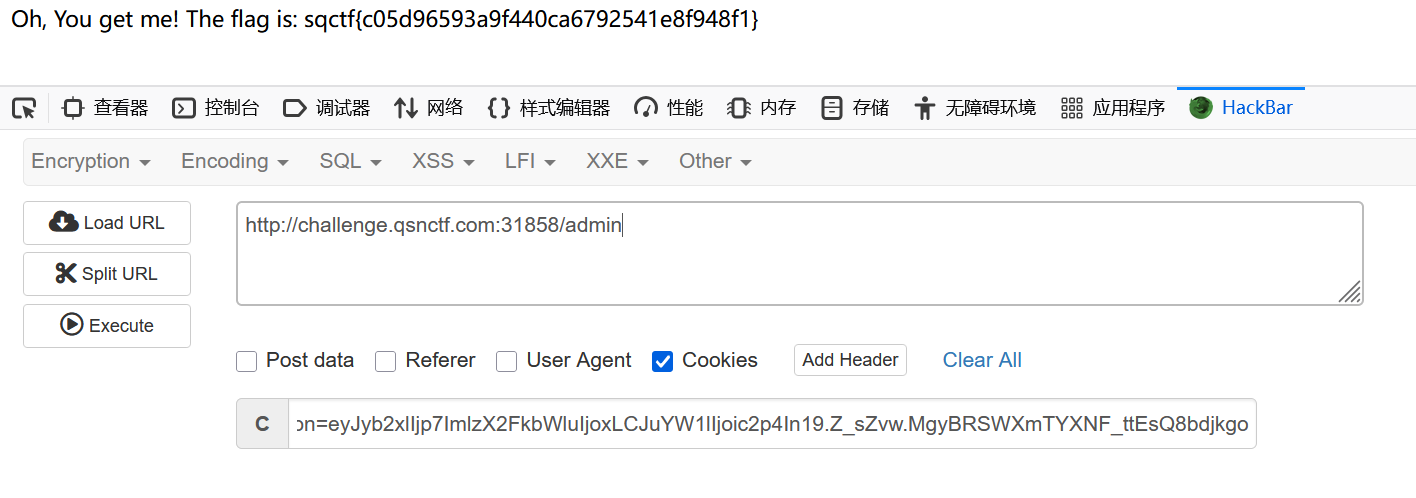 Oh, You get me! The flag is: sqctf{c05d96593a9f440ca6792541e8f948f1}
查看器 控制台 调试器 网络 样式编辑器 性能 内存 存储 无障碍环境 应用程序 HackBar
Encryption Encoding SQL XSS LFI XXE Other
Load URL
http://challenge.qsnctf.com:31858/admin
Split URL
Execute
Post data Referer User Agent Cookies Add Header Clear All
C on=eyJyb2xlIjp7ImlzX2FkbWluIjoxLCJuYW1lIjoic2p4In19.Z_sZvw.MgyBRSWXmTYXNF_ttEsQ8bdjkgo